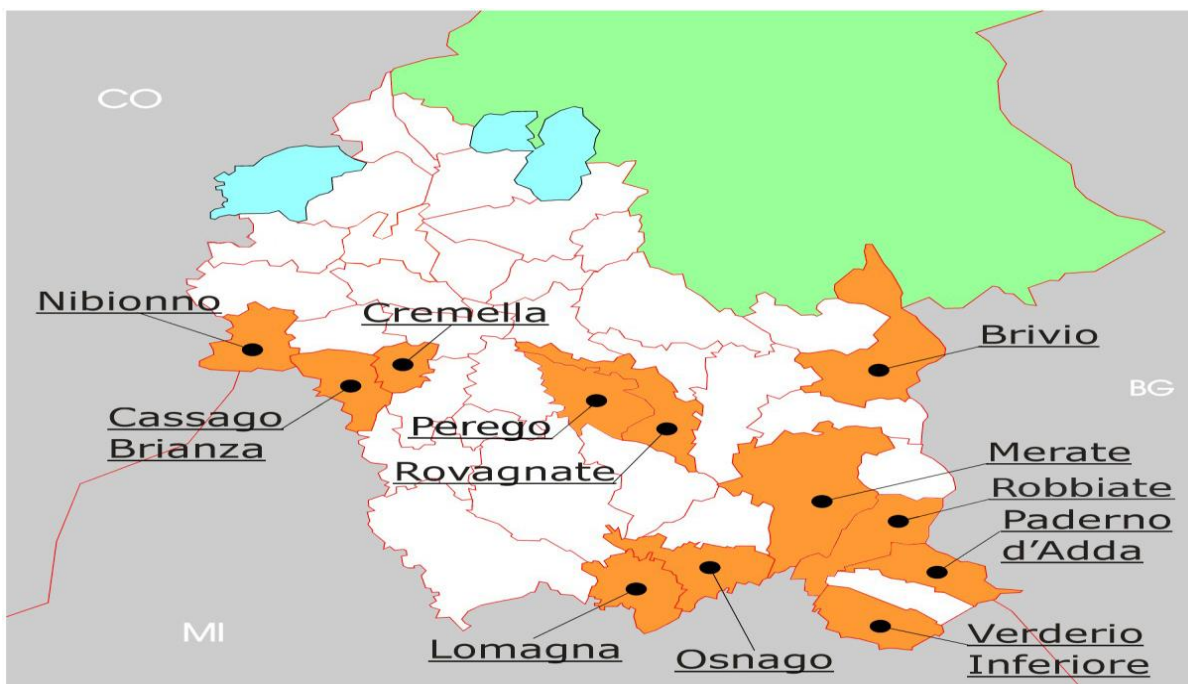 CO
Nibionno
Cremella
Brivio
BG
Cassago
Brianza
Perego
Rovagnate
Merate
Robbiate
Paderno
d'Adda
MI
Lomagna
Osnago
Verderio
Inferiore